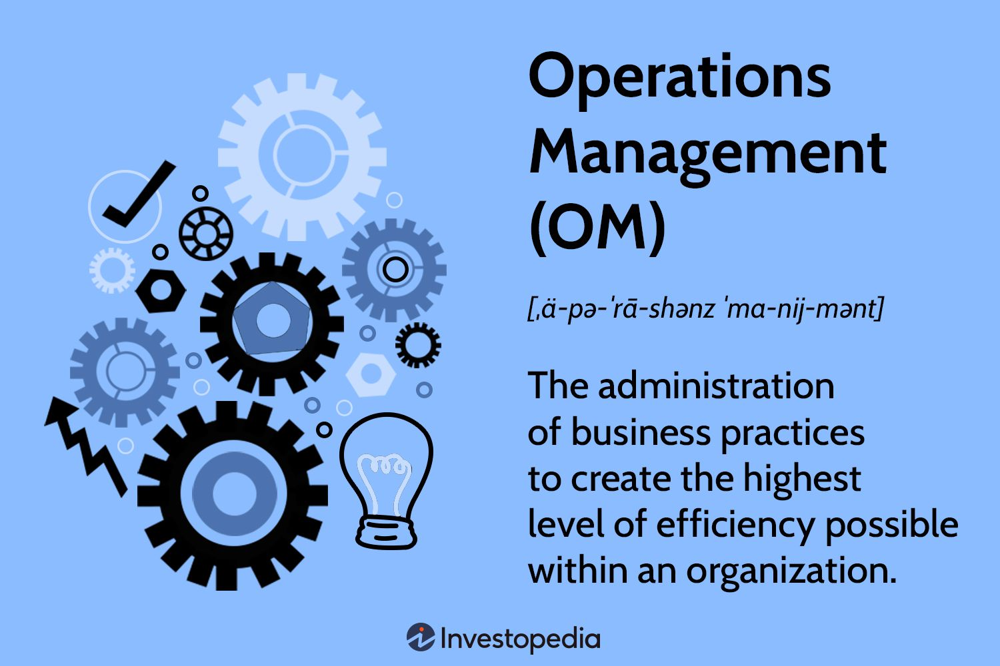 Operations
Management
(OM)
[ˌä-pə-ˈrā-shənz ˈma-nij-mənt]
The administration
of business practices
to create the highest
level of efficiency possible
within an organization.
Investopedia